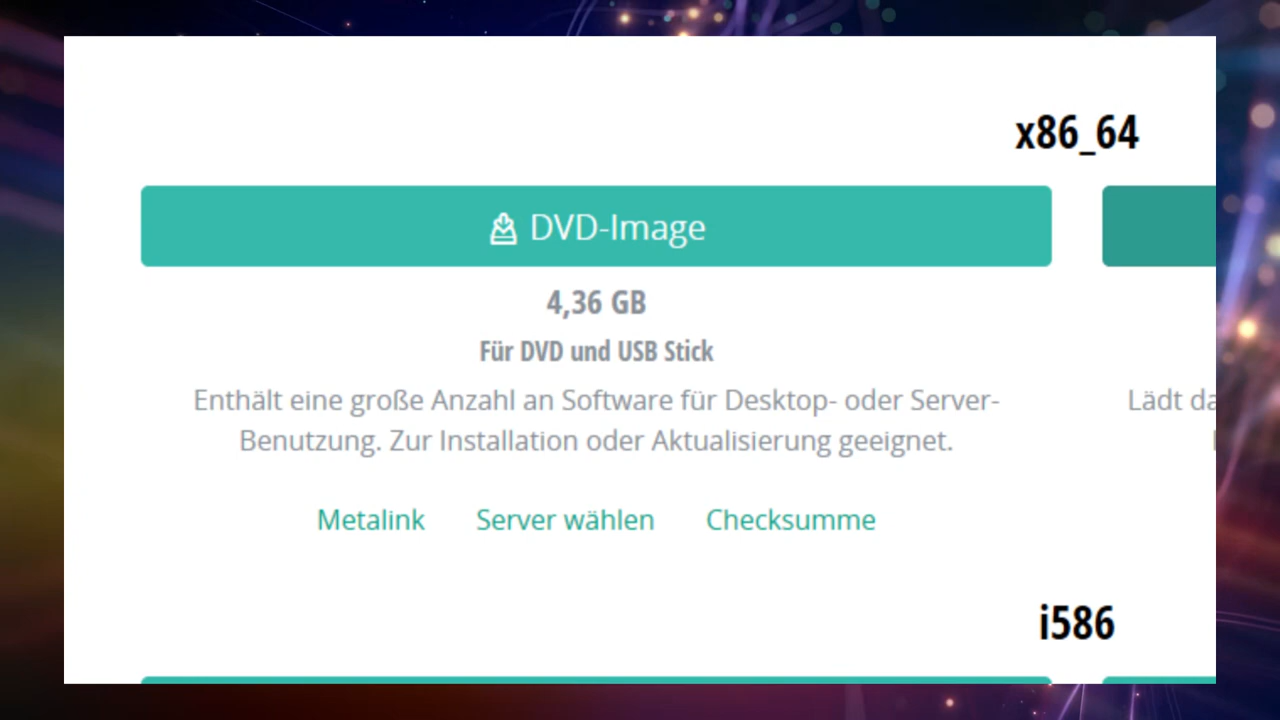 x86_64
DVD-Image
4,36 GB
Für DVD und USB Stick
Enthält eine große Anzahl an Software für Desktop- oder Server-
Benutzung. Zur Installation oder Aktualisierung geeignet.
Lädt
Metalink Server wählen Checksumme
i586